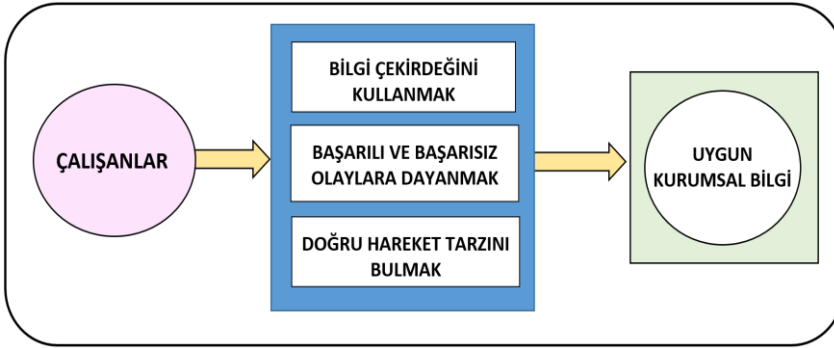 ÇALIŞANLAR
BİLGİ ÇEKİRDEĞİNİ
KULLANMAK
BAŞARILI VE BAŞARISIZ
OLAYLARA DAYANMAK
DOĞRU HAREKET TARZINI
BULMAK
UYGUN
KURUMSAL BİLGİ